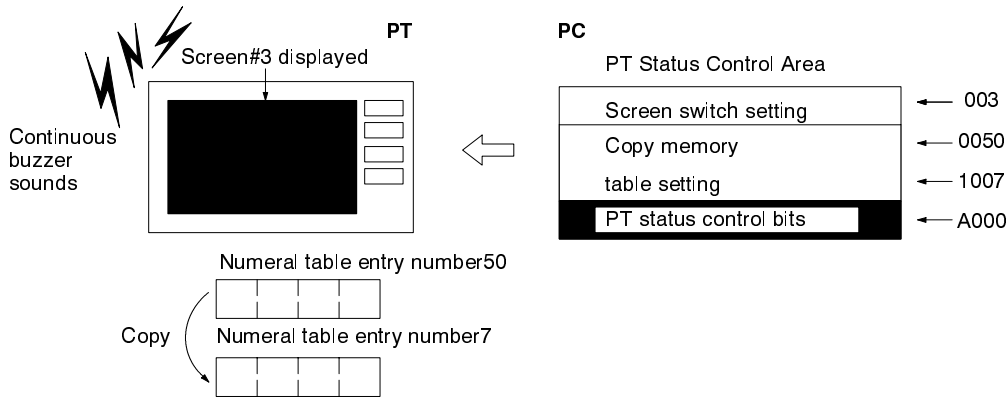 PT
PC
Screen#3 displayed
PT Status Control Area
Continuous
buzzer
sounds
Screen switch setting
003
Copy memory
0050
table setting
1007
PT status control bits
A000
Numeral table entry number50
Copy
Numeral table entry number7